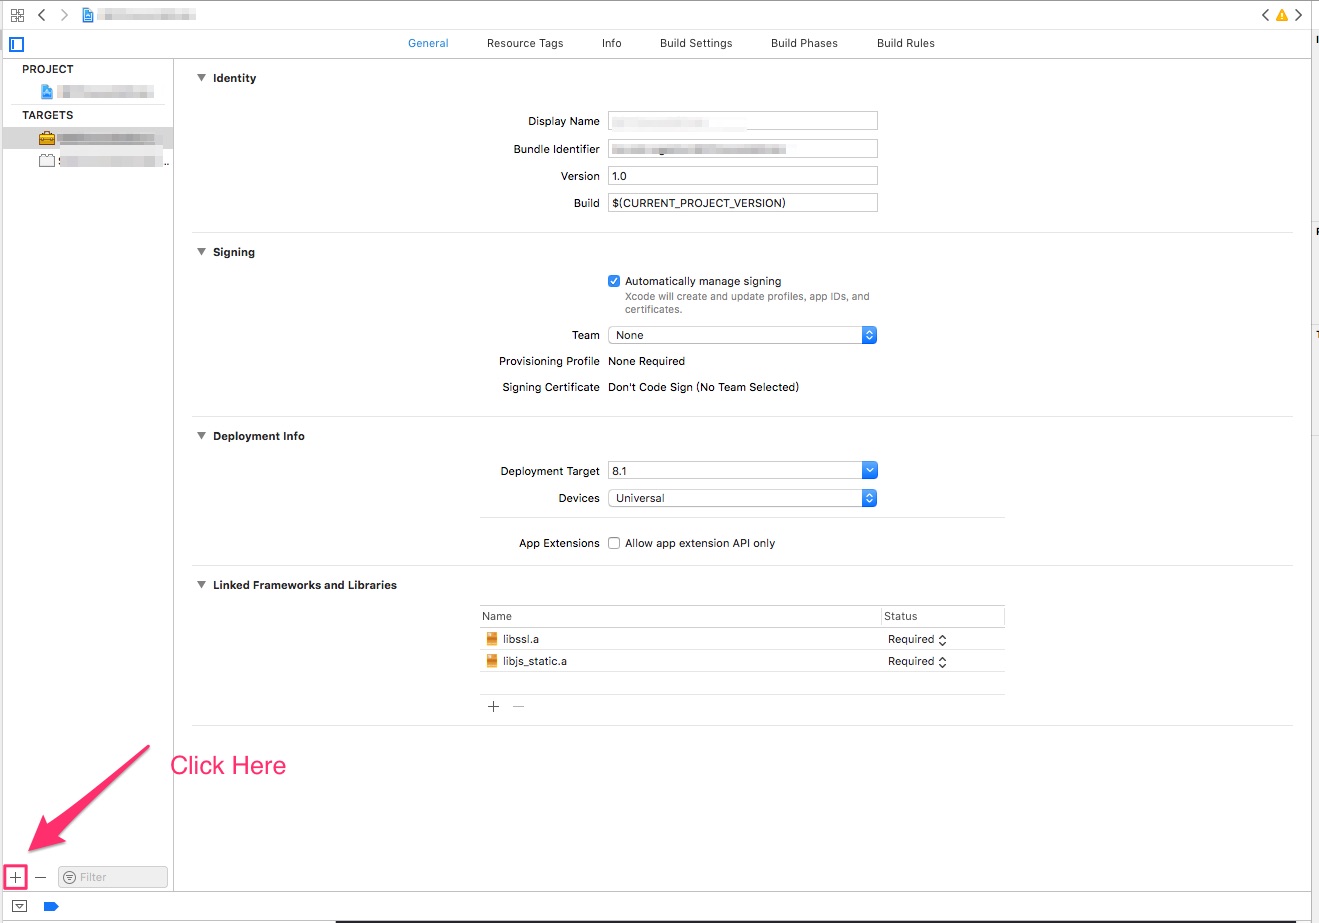 General Resource Tags Info Build Settings Build Phases Build Rules
PROJECT
TARGETS
Identity
Display Name
Bundle Identifier
Version 1.0
Build $(CURRENT_PROJECT_VERSION)
Signing
Automatically manage signing
Xcode will create and update profiles, app IDs, and
certificates.
Team None
Provisioning Profile None Required
Signing Certificate Don't Code Sign (No Team Selected)
Deployment Info
Deployment Target 8.1
Devices Universal
App Extensions Allow app extension API only
Linked Frameworks and Libraries
Name Status
libssl.a Required
libjs_static.a Required
Click Here
Filter